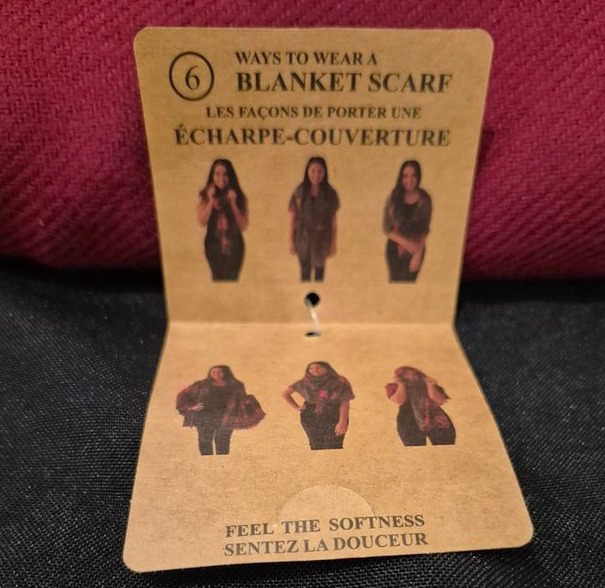 6
WAYS TO WEAR A
BLANKET SCARF
LES FAÇONS DE PORTER UNE
ÉCHARPE-COUVERTURE
FEEL THE SOFTNESS
SENTEZ LA DOUCEUR